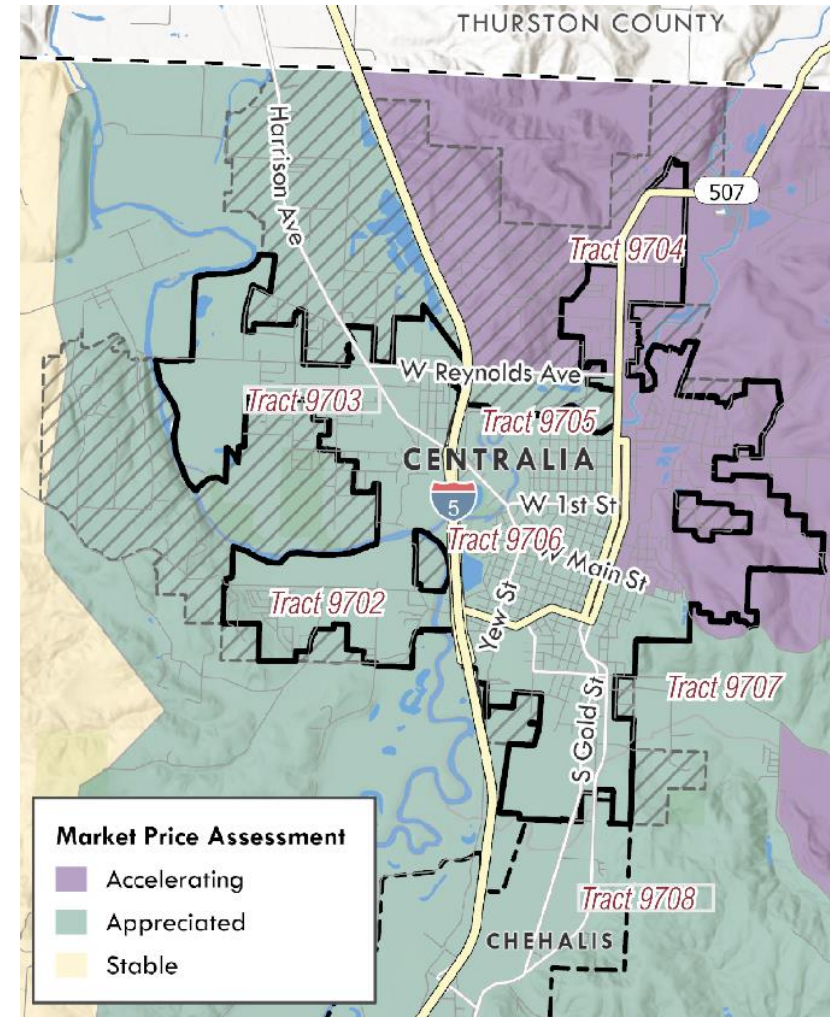 THURSTON COUNTY
Harrison Ave
507
Tract 9704
W Reynolds Ave
Tract 9703
Tract 9705
CENTRALIA
5
W 1st St
Tract 9706
W Main St
Tract 9702
Yew St
Tract 9707
S Gold St
Market Price Assessment
Accelerating
Appreciated
Stable
Tract 9708
CHEHALIS